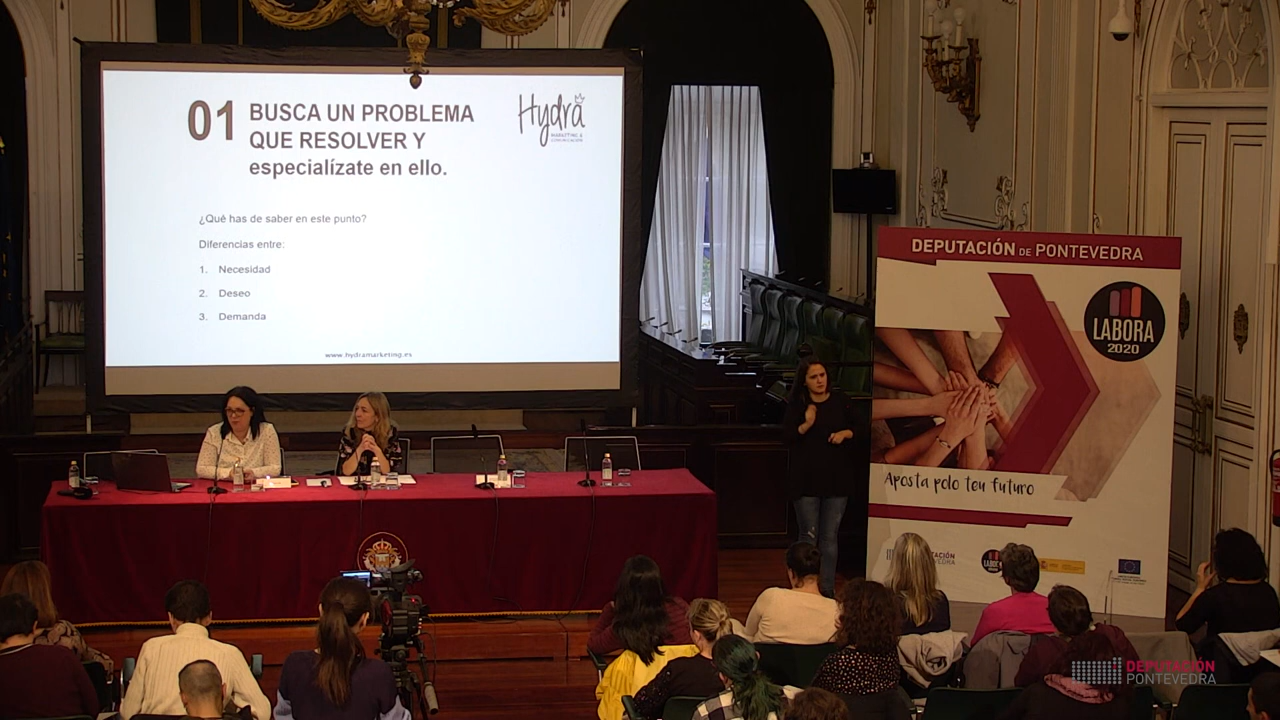 01
BUSCA UN PROBLEMA
QUE RESOLVER Y
especialízate en ello.
Hydra
MARKETING &
COMUNICACIÓN
¿Qué has de saber en este punto?
Diferencias entre:
1. Necesidad
2. Deseo
3. Demanda
www.hydramarketing.es
DEPUTACIÓN DE PONTEVEDRA
LABORA
2020
Aposta polo teu futuro
DEPUTACIÓN
PONTEVEDRA